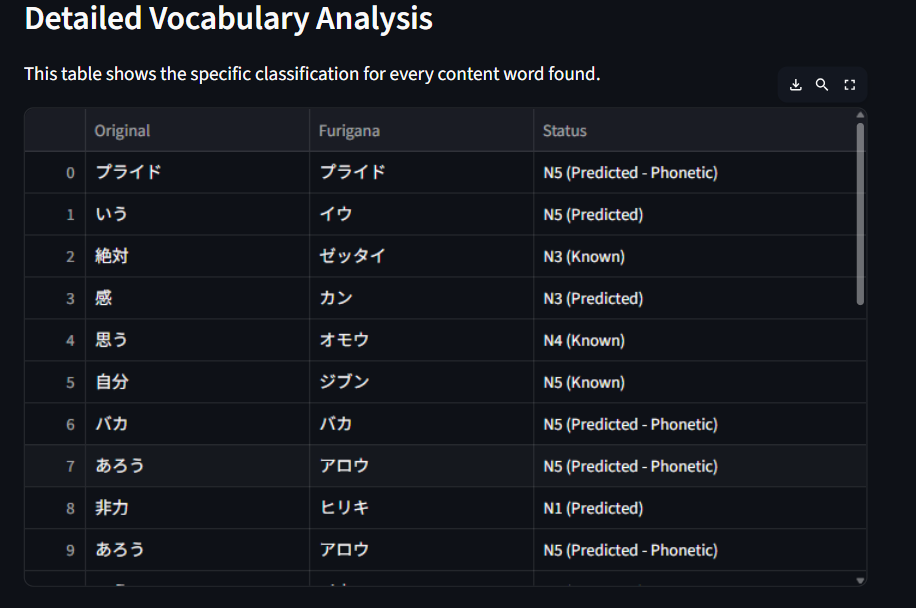 Detailed Vocabulary Analysis
This table shows the specific classification for every content word found.
Original Furigana Status
0 プライド プライド N5 (Predicted - Phonetic)
1 いう イウ N5 (Predicted)
2 絶対 ゼッタイ N3 (Known)
3 感 カン N3 (Predicted)
4 思う オモウ N4 (Known)
5 自分 ジブン N5 (Known)
6 バカ バカ N5 (Predicted - Phonetic)
7 あろう アロウ N5 (Predicted - Phonetic)
8 非力 ヒリキ N1 (Predicted)
9 あろう アロウ N5 (Predicted - Phonetic)